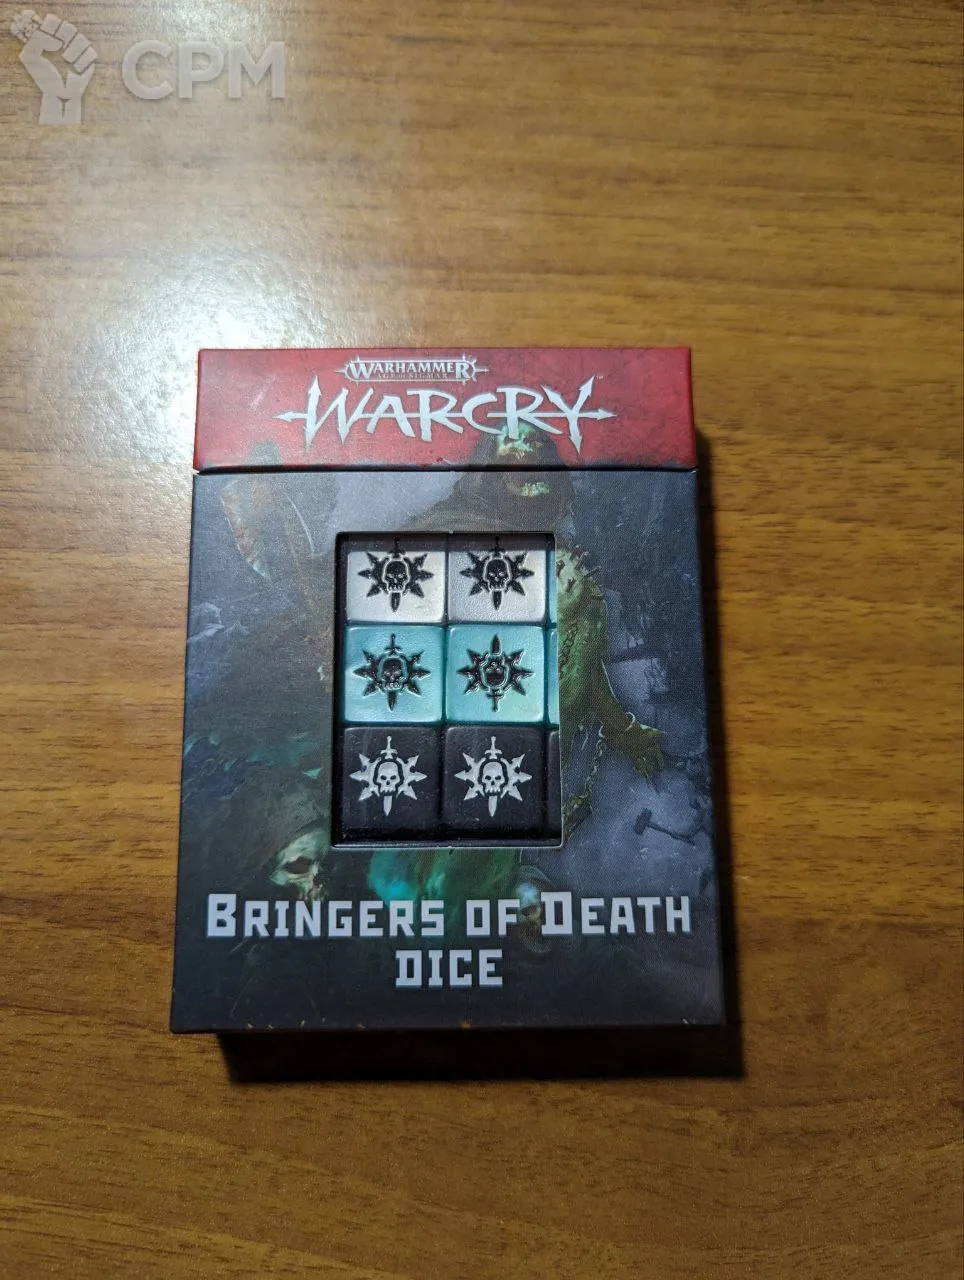 CPM
WARHAMMER
AGE OF SIGMAR
WARCRY
BRINGERS OF DEATH
DICE